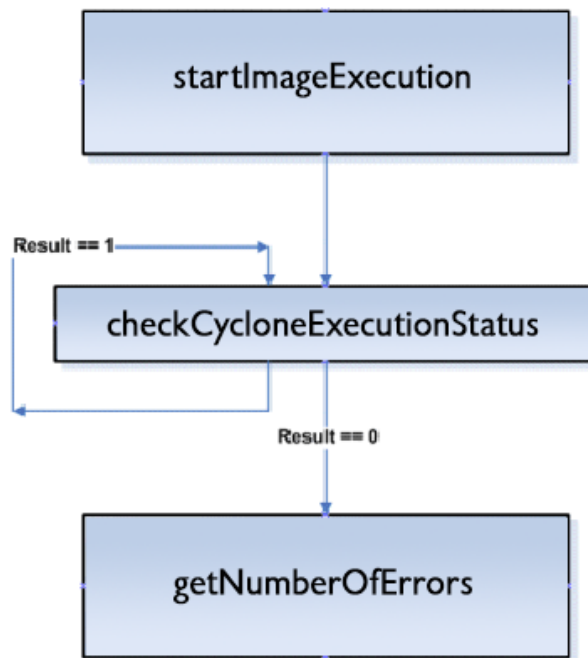 startImageExecution
Result == 1
checkCycloneExecutionStatus
Result == 0
getNumberOfErrors